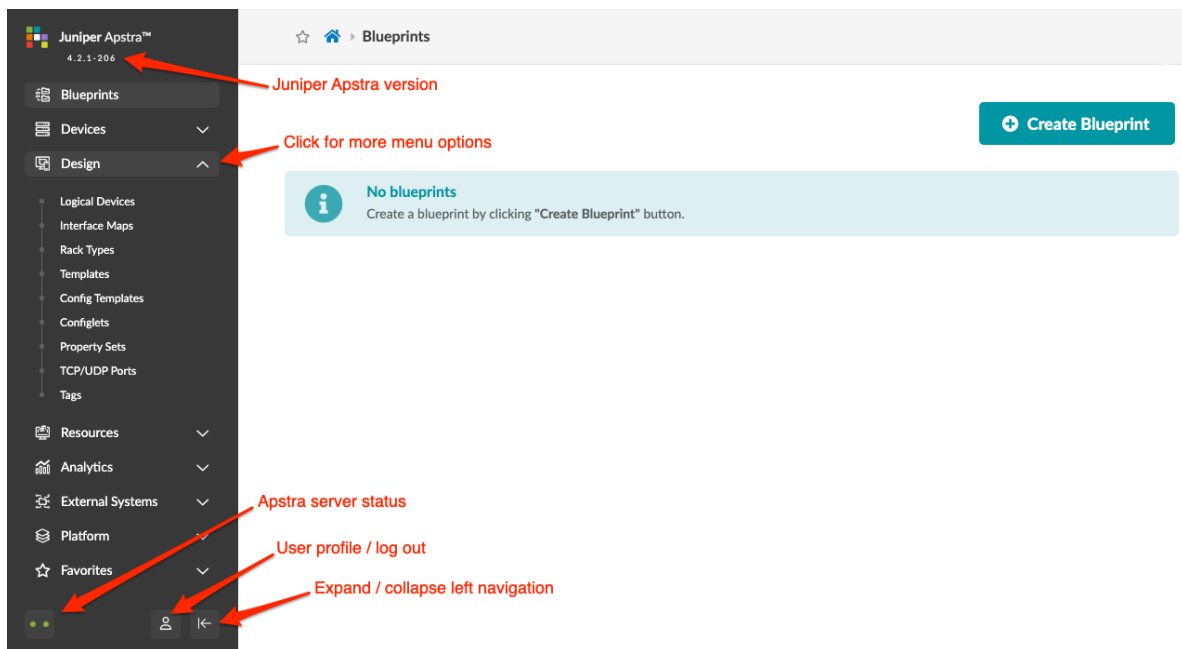 Juniper Apstra™
4.2.1-206
Blueprints
Juniper Apstra version
Blueprints
Create Blueprint
Devices
Click for more menu options
Design
No blueprints
Create a blueprint by clicking "Create Blueprint" button.
Logical Devices
Interface Maps
Rack Types
Templates
Config Templates
Configlets
Property Sets
TCP/UDP Ports
Tags
Resources
Analytics
External Systems
Apstra server status
Platform
User profile / log out
Favorites
Expand / collapse left navigation